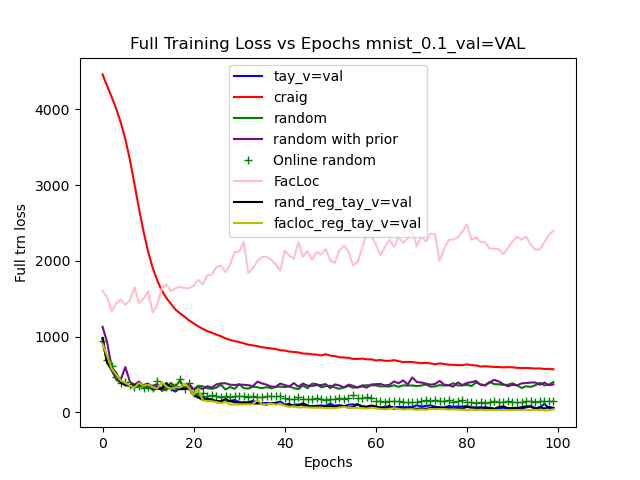 Full Training Loss vs Epochs mnist_0.1_val=VAL
tay_v=val
craig
random
random with prior
Online random
FacLoc
rand_reg_tay_v=val
facloc_reg_tay_v=val
Full trn loss
4000
3000
2000
1000
0
0 20 40 60 80 100
Epochs